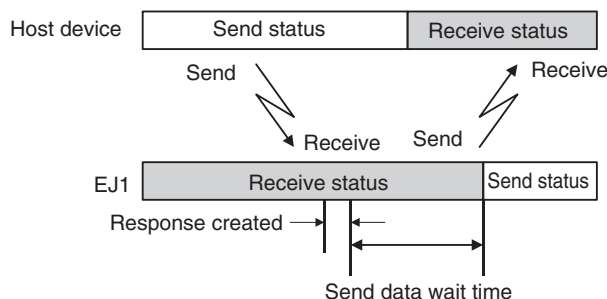 Host device
Send status
Receive status
Send
Receive
Receive
Send
EJ1
Receive status
Send status
Response created
Send data wait time